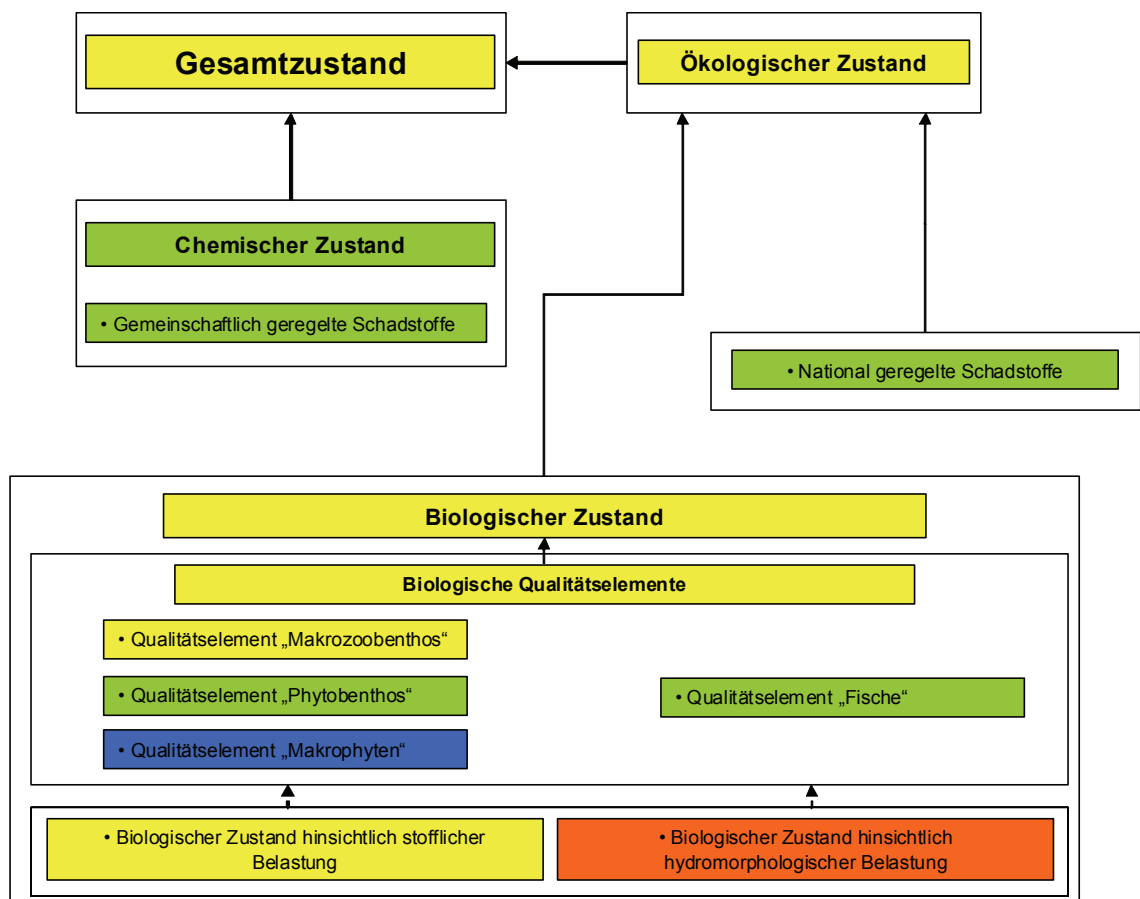 Gesamtzustand
Ökologischer Zustand
Chemischer Zustand
• Gemeinschaftlich geregelte Schadstoffe
• National geregelte Schadstoffe
Biologischer Zustand
Biologische Qualitätselemente
• Qualitätselement „Makrozoobenthos“
• Qualitätselement „Phytobenthos“
• Qualitätselement „Fische“
• Qualitätselement „Makrophyten“
• Biologischer Zustand hinsichtlich stofflicher
Belastung
• Biologischer Zustand hinsichtlich
hydromorphologischer Belastung